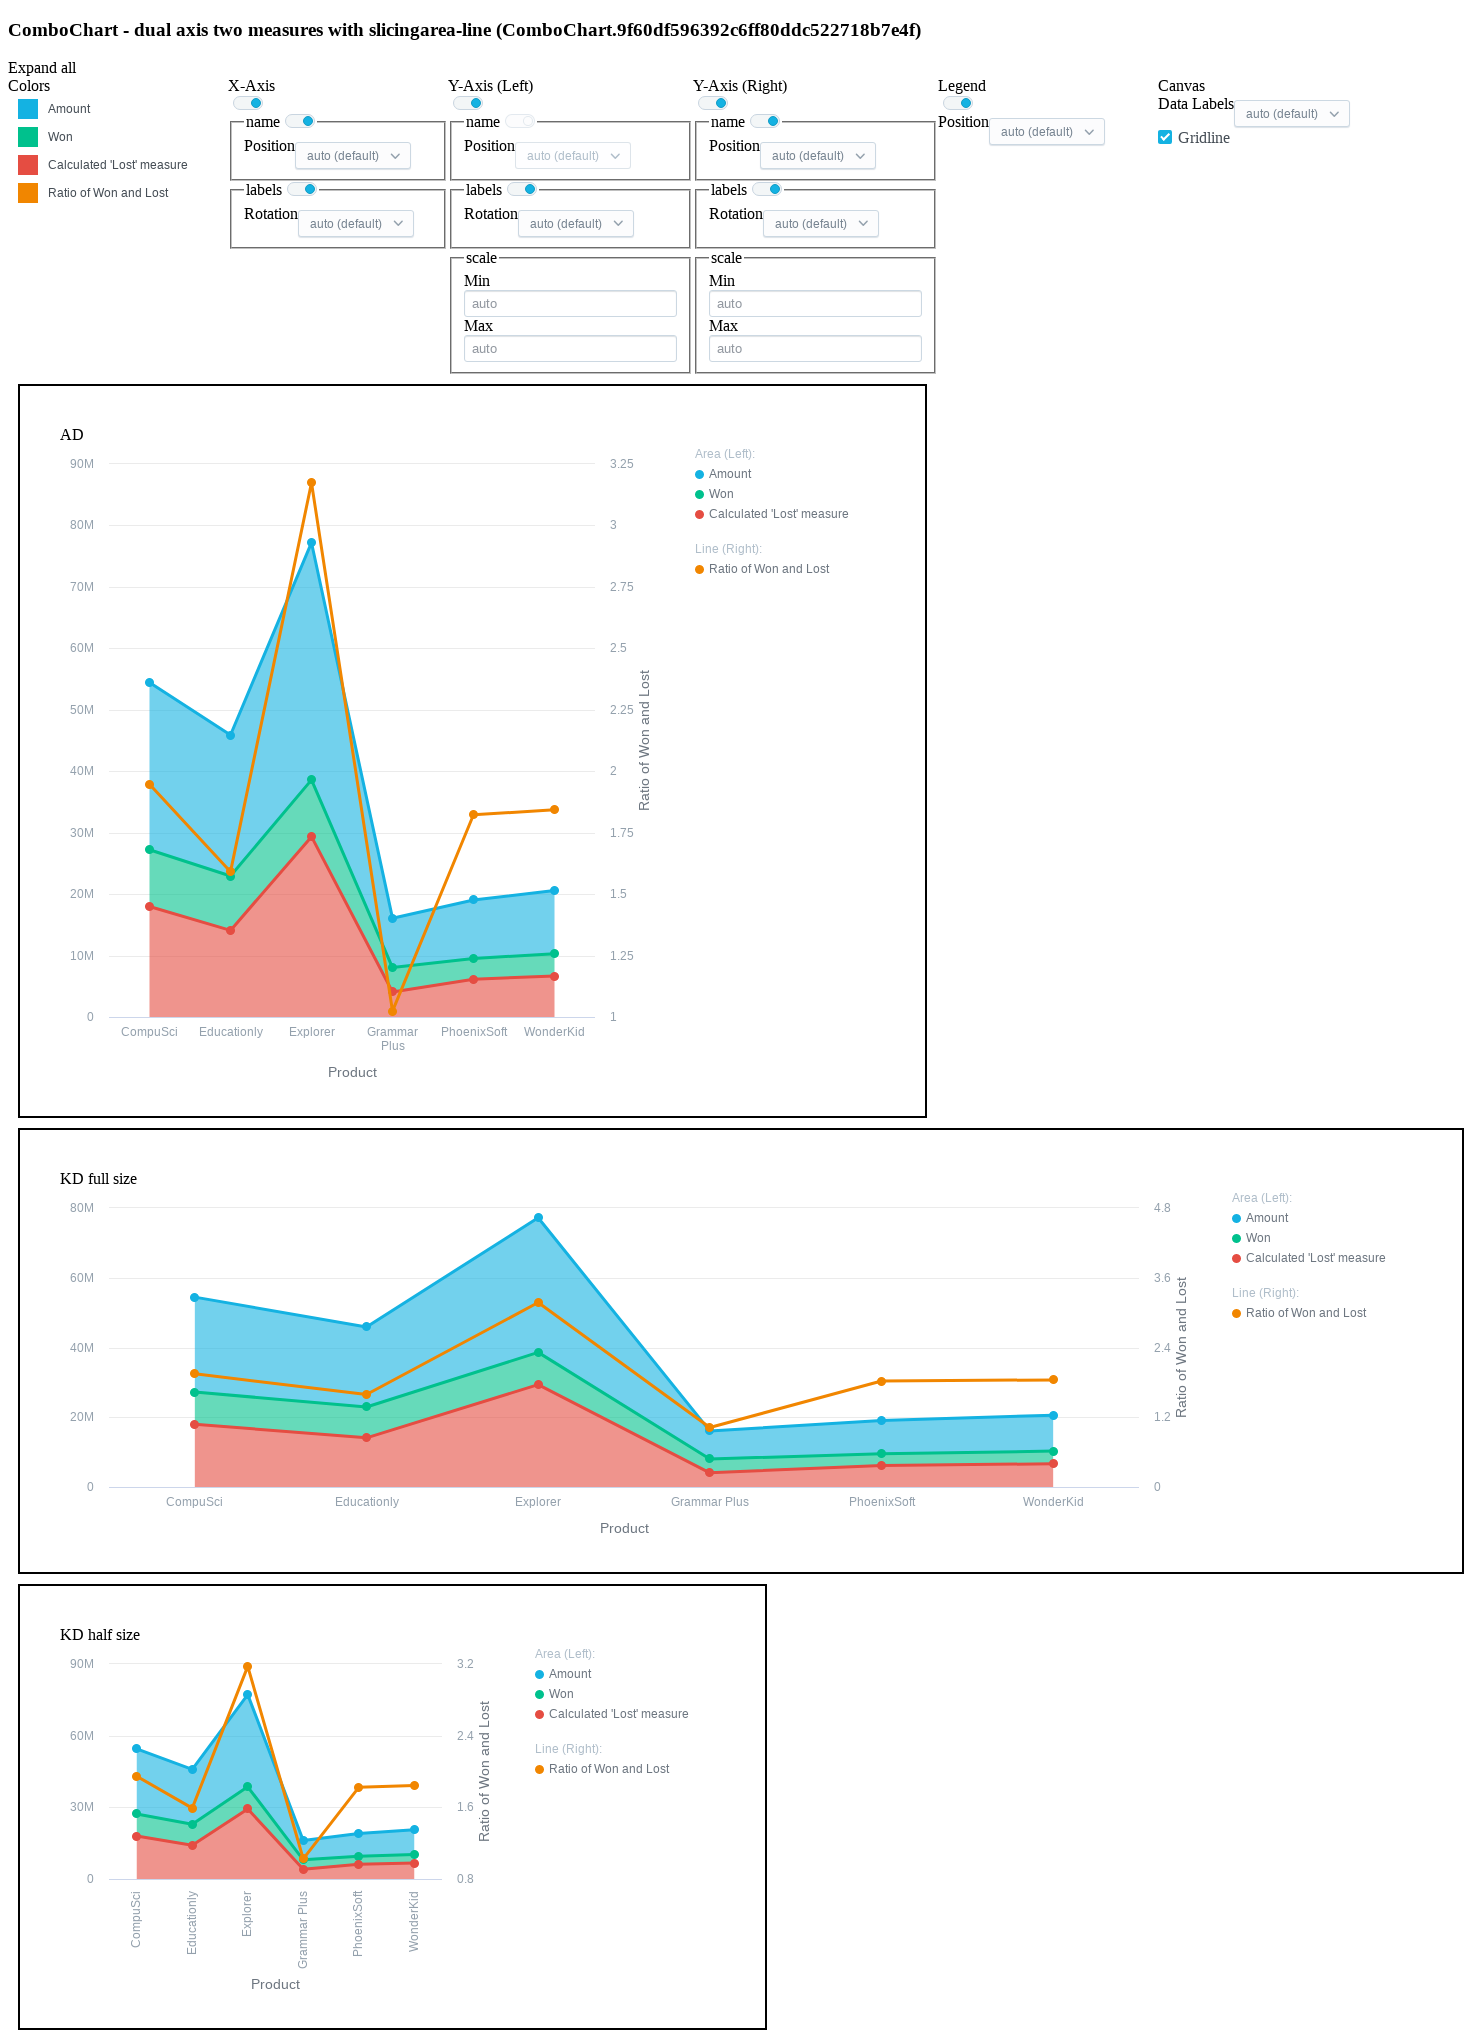 ComboChart - dual axis two measures with slicingarea-line (ComboChart.9f60df596392c6ff80ddc522718b7e4f)
Expand all
Colors
Amount
Won
Calculated 'Lost' measure
Ratio of Won and Lost
X-Axis
name
Position auto (default)
labels
Rotation auto (default)
Y-Axis (Left)
name
Position auto (default)
labels
Rotation auto (default)
scale
Min
auto
Max
auto
Y-Axis (Right)
name
Position auto (default)
labels
Rotation auto (default)
scale
Min
auto
Max
auto
Legend
Position auto (default)
Canvas
Data Labels auto (default)
Gridline
AD
90M
80M
70M
60M
50M
40M
30M
20M
10M
0
3.25
3
2.75
2.5
2.25
2
1.75
1.5
1.25
1
Ratio of Won and Lost
CompuSci
Educationly
Explorer
Grammar
Plus
PhoenixSoft
WonderKid
Product
Area (Left):
Amount
Won
Calculated 'Lost' measure
Line (Right):
Ratio of Won and Lost
KD full size
80M
60M
40M
20M
0
4.8
3.6
2.4
1.2
0
Ratio of Won and Lost
CompuSci
Educationly
Explorer
Grammar Plus
PhoenixSoft
WonderKid
Product
Area (Left):
Amount
Won
Calculated 'Lost' measure
Line (Right):
Ratio of Won and Lost
KD half size
90M
60M
30M
0
3.2
2.4
1.6
0.8
Ratio of Won and Lost
CompuSci
Educationly
Explorer
Grammar Plus
PhoenixSoft
WonderKid
Product
Area (Left):
Amount
Won
Calculated 'Lost' measure
Line (Right):
Ratio of Won and Lost